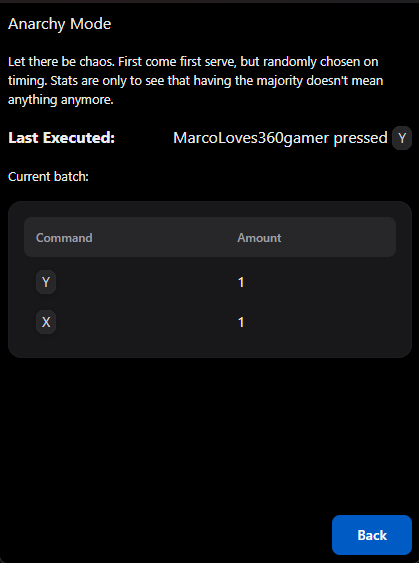 Anarchy Mode
Let there be chaos. First come first serve, but randomly chosen on
timing. Stats are only to see that having the majority doesn't mean
anything anymore.
Last Executed: MarcoLoves360gamer pressed Y
Current batch:
Command Amount
Y 1
X 1
Back